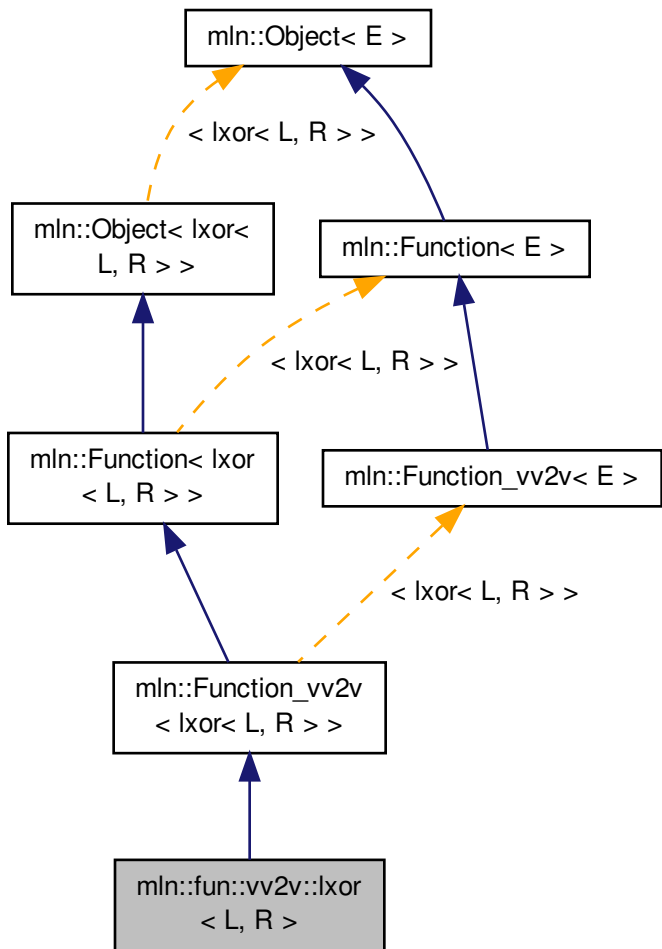 mln::Object< E >
< lxor< L, R > >
mln::Object< lxor<
L, R > >
mln::Function< E >
< lxor< L, R > >
mln::Function< lxor
< L, R > >
mln::Function_vv2v< E >
< lxor< L, R > >
mln::Function_vv2v
< lxor< L, R > >
mln::fun::vv2v::lxor
< L, R >